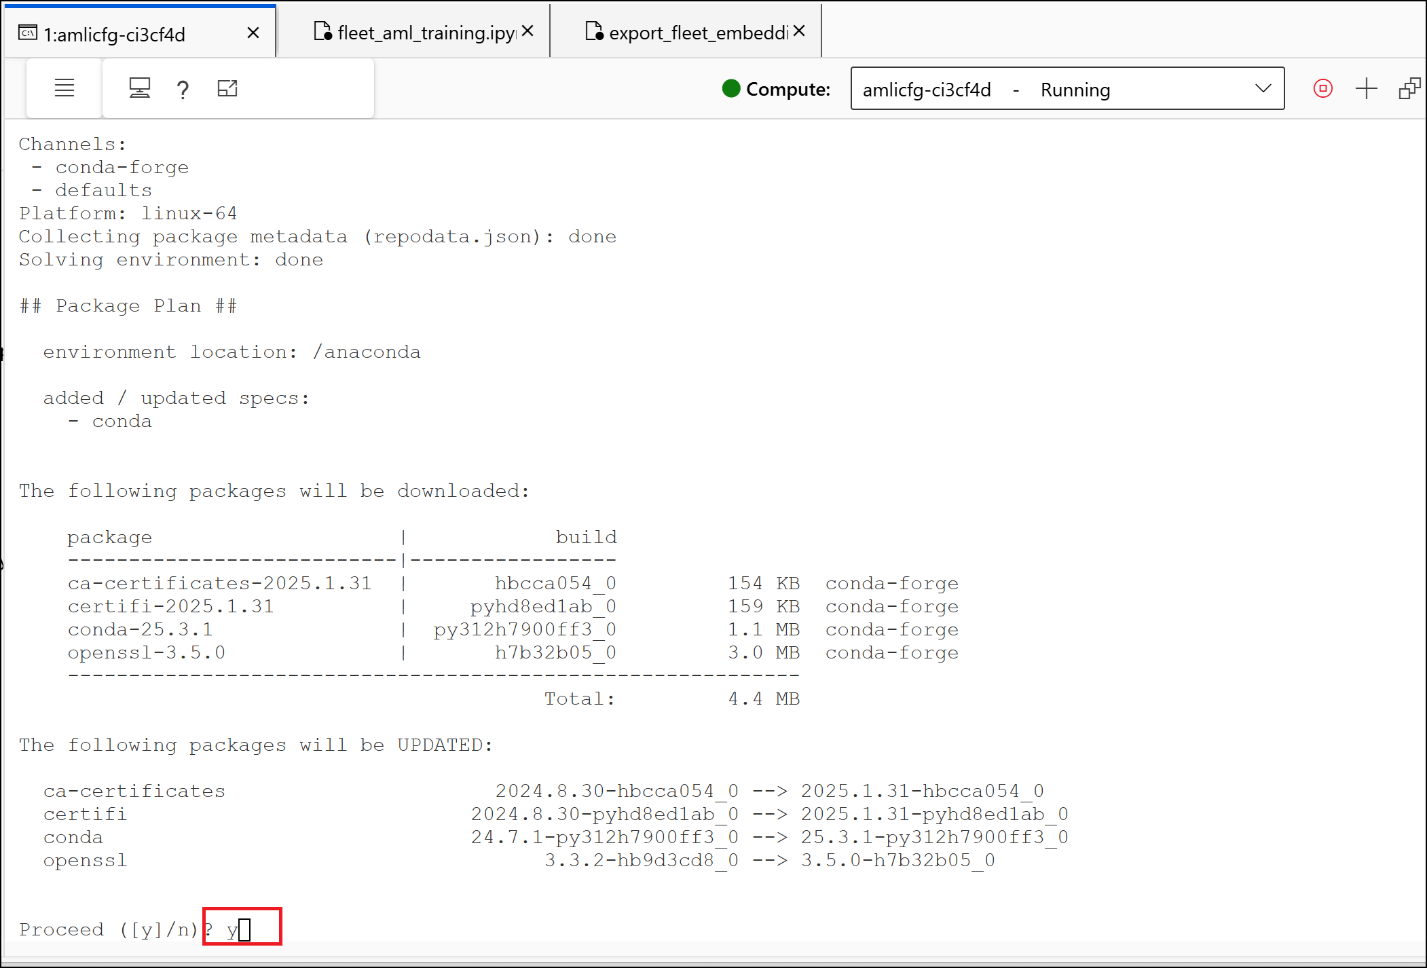 1:amlicfg-ci3cf4d
fleet_aml_training.ipy
export_fleet_embeddi
Compute: amlicfg-ci3cf4d - Running
Channels:
 - conda-forge
 - defaults
Platform: linux-64
Collecting package metadata (repodata.json): done
Solving environment: done
## Package Plan ##
  environment location: /anaconda
  added / updated specs:
    - conda
The following packages will be downloaded:
    package                    |            build
    ---------------------------|-----------------
    ca-certificates-2025.1.31  |       hbcca054_0         154 KB  conda-forge
    certifi-2025.1.31          |     pyhd8ed1ab_0         159 KB  conda-forge
    conda-25.3.1               |  py312h7900ff3_0         1.1 MB  conda-forge
    openssl-3.5.0              |       h7b32b05_0         3.0 MB  conda-forge
    ------------------------------------------------------------
                                           Total:         4.4 MB
The following packages will be UPDATED:
  ca-certificates                      2024.8.30-hbcca054_0 --> 2025.1.31-hbcca054_0
  certifi                            2024.8.30-pyhd8ed1ab_0 --> 2025.1.31-pyhd8ed1ab_0
  conda                              24.7.1-py312h7900ff3_0 --> 25.3.1-py312h7900ff3_0
  openssl                                  3.3.2-hb9d3cd8_0 --> 3.5.0-h7b32b05_0
Proceed ([y]/n)? y